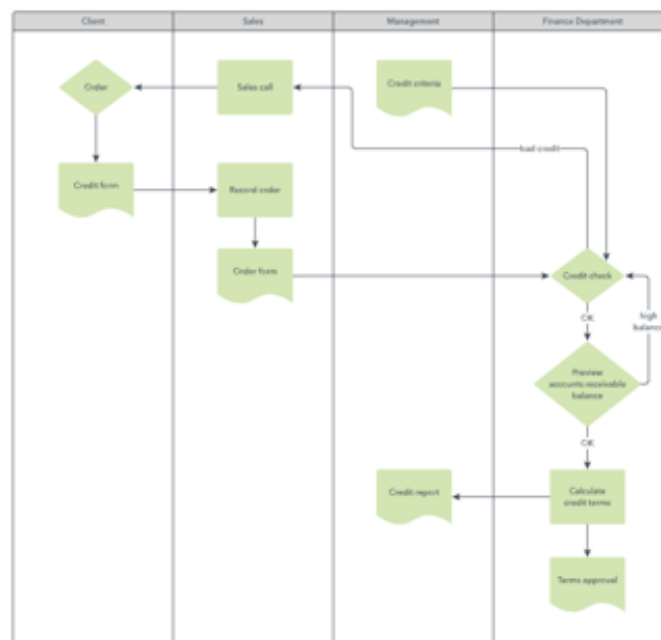 Client
Sales
Management
Finance Department
Order
Sales call
Credit criteria
bad credit
Credit form
Record order
Order form
Credit check
OK
high
balance
Preview
accounts receivable
balance
OK
Credit report
Calculate
credit terms
Terms approval